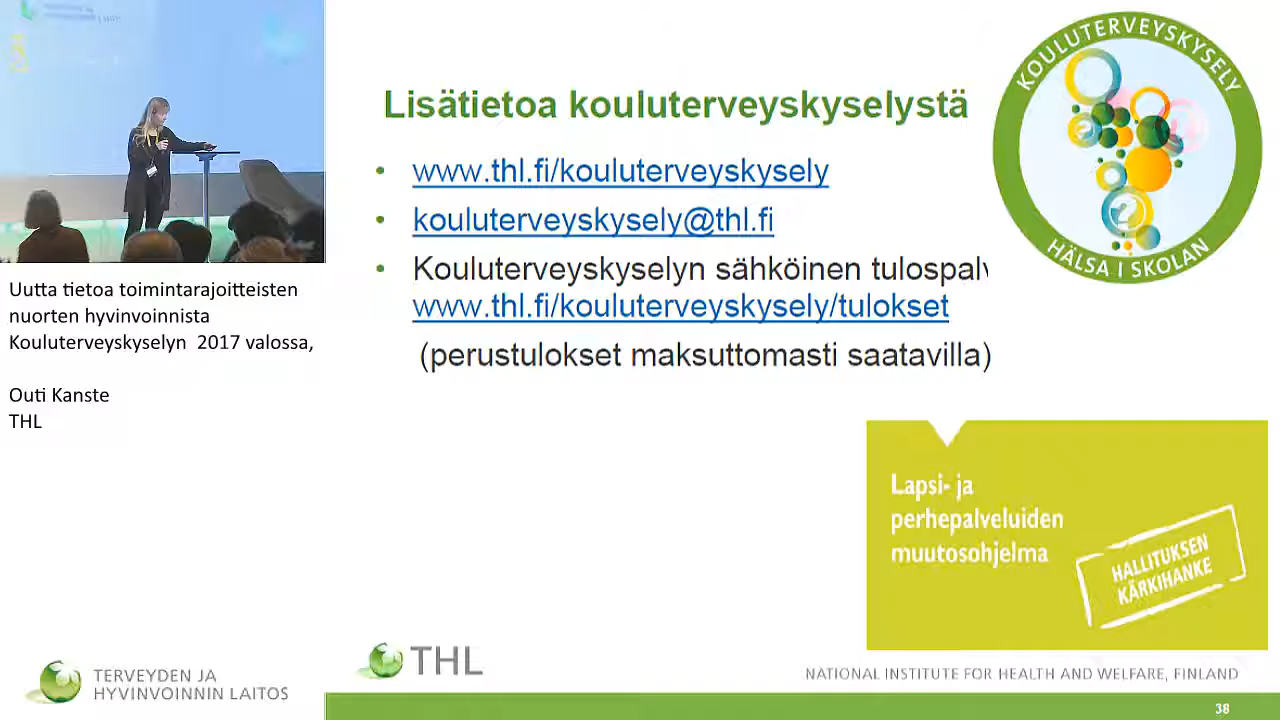 Uutta tietoa toimintarajoitteisten
nuorten hyvinvoinnista
Kouluterveyskyselyn 2017 valossa,
Outi Kanste
THL
TERVEYDEN JA
HYVINVOINNIN LAITOS
Lisätietoa kouluterveyskyselystä
• www.thl.fi/kouluterveyskysely
• kouluterveyskysely@thl.fi
• Kouluterveyskyselyn sähköinen
www.thl.fi/kouluterveyskysely/tulokset
(perustulokset maksuttomasti saatavilla)
KOULUTERVEYSKYSELY
HÄLSA I SKOLAN
Lapsi- ja
perhepalveluiden
muutosohjelma
HALLITUKSEN
KÄRKIHANKE
THL
NATIONAL INSTITUTE FOR HEALTH AND WELFARE, FINLAND
38